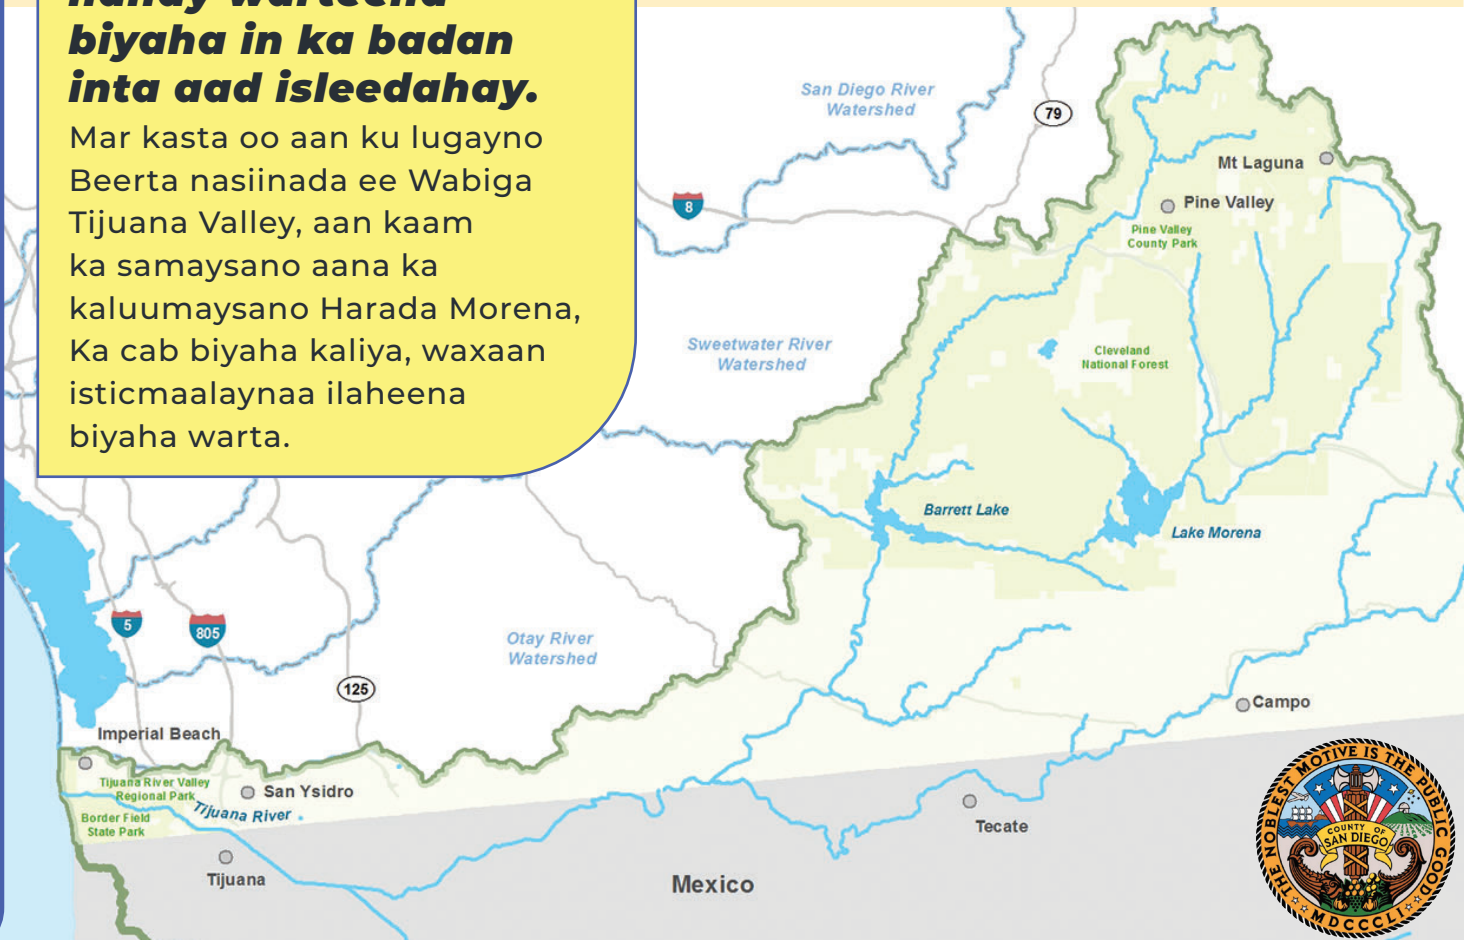 biyaha in ka badan
inta aad isleedahay.
Mar kasta oo aan ku lugayno
Beerta nasiinada ee Wabiga
Tijuana Valley, aan kaam
ka samaysano aana ka
kaluumaysano Harada Morena,
Ka cab biyaha kaliya, waxaan
isticmaalaynaa ilaheena
biyaha warta.
San Diego River
Watershed
79
8
Mt Laguna
Pine Valley
Pine Valley
County Park
Sweetwater River
Watershed
Cleveland
National Forest
Barrett Lake
Lake Morena
5
805
Otay River
Watershed
125
Imperial Beach
Campo
Tijuana River Valley
Regional Park
San Ysidro
Tijuana River
Border Field
State Park
Tecate
Tijuana
Mexico
THE NOBLEST MOTIVE IS THE PUBLIC GOOD
COUNTY OF
SAN DIEGO
MDCCCLI